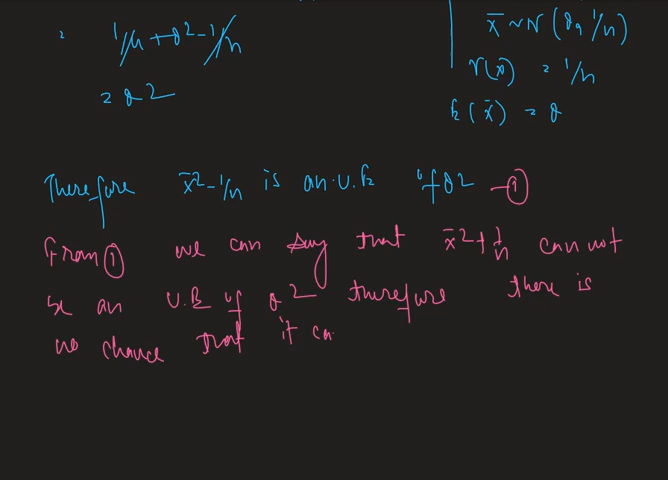 = 1/n + θ² - 1/n
= θ²
x̄ ~ N(θ, 1/n)
V(x̄) = 1/n
E(x̄) = θ
Therefore x̄² - 1/n is an U.E of θ² - ①
From ① we can say that x̄² + 1/n can not
be an U.E of θ² therefore there is
no chance that it can